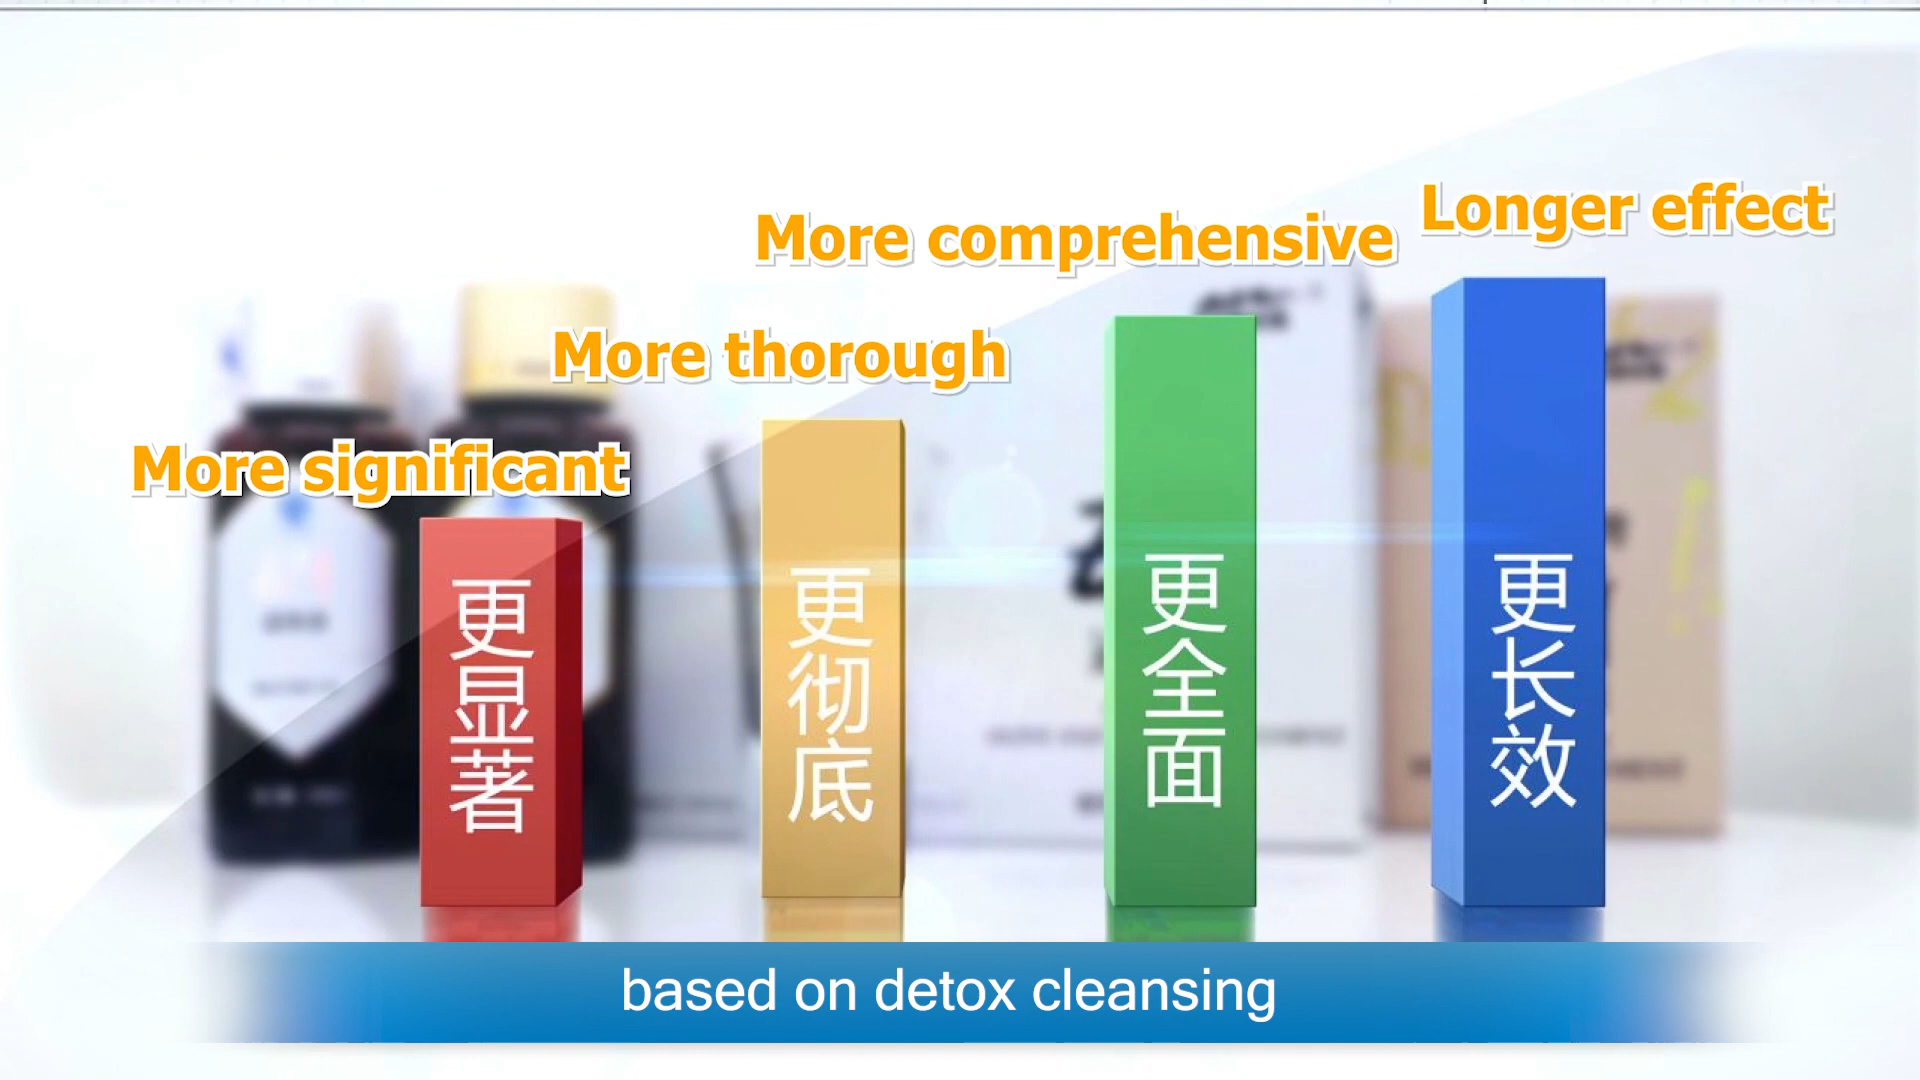 Longer effect
More comprehensive
More thorough
More significant
更显著
更彻底
更全面
更长效
based on detox cleansing